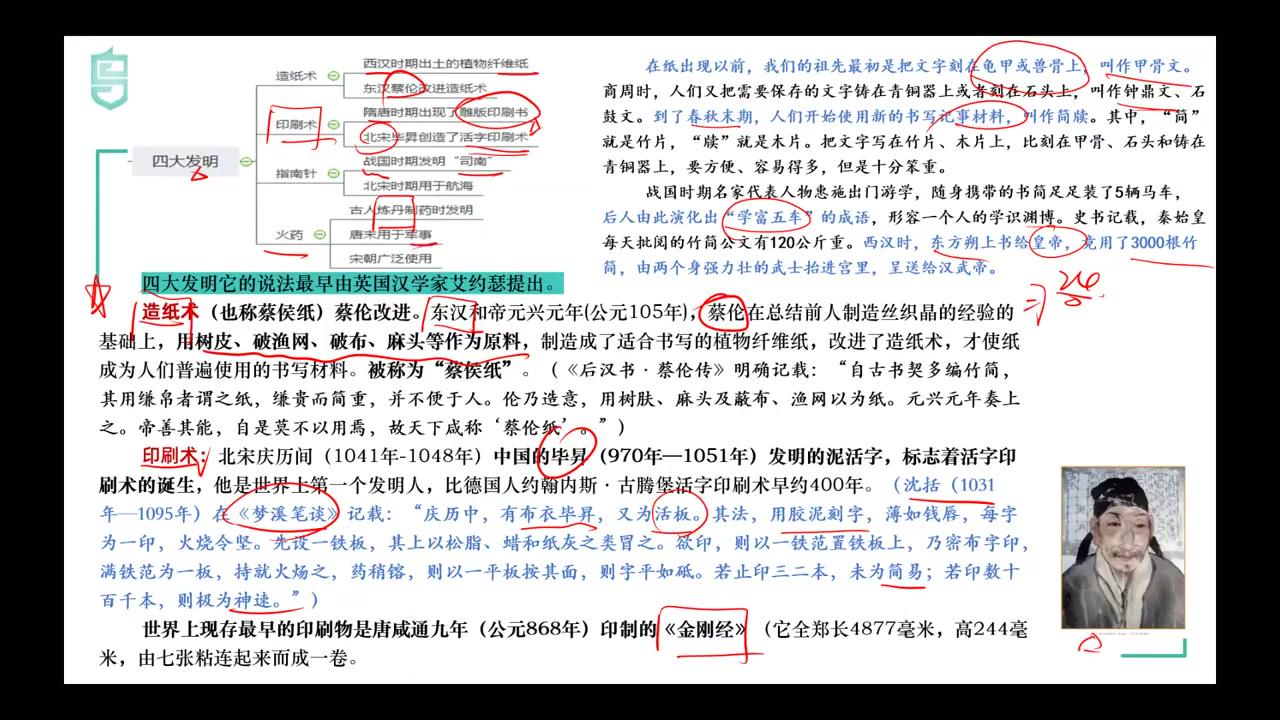 造纸术
西汉时期出土的植物纤维纸
东汉蔡伦改进造纸术
印刷术
隋唐时期出现了雕版印刷书
北宋毕昇创造了活字印刷术
四大发明
指南针
战国时期发明“司南”
北宋时期用于航海
火药
古人炼丹制药时发明
唐末用于军事
宋朝广泛使用
在纸出现以前，我们的祖先最初是把文字刻在龟甲或兽骨上，叫作甲骨文。
商周时，人们又把需要保存的文字铸在青铜器上或者刻在石头上，叫作钟鼎文、石
鼓文。到了春秋末期，人们开始使用新的书写记事材料，叫作简牍。其中，“简”
就是竹片，“牍”就是木片。把文字写在竹片、木片上，比刻在甲骨、石头和铸在
青铜器上，要方便、容易得多，但是十分笨重。
战国时期名家代表人物惠施出门游学，随身携带的书简足足装了5辆马车，
后人由此演化出“学富五车”的成语，形容一个人的学识渊博。史书记载，秦始皇
每天批阅的竹简公文有120公斤重。西汉时，东方朔上书给皇帝，竟用了3000根竹
简，由两个身强力壮的武士抬进宫里，呈送给汉武帝。
四大发明它的说法最早由英国汉学家艾约瑟提出。
造纸术（也称蔡侯纸）蔡伦改进。东汉和帝元兴元年(公元105年)，蔡伦在总结前人制造丝织晶的经验的
基础上，用树皮、破渔网、破布、麻头等作为原料，制造成了适合书写的植物纤维纸，改进了造纸术，才使纸
成为人们普遍使用的书写材料。被称为“蔡侯纸”。（《后汉书·蔡伦传》明确记载：“自古书契多编竹简，
其用缣帛者谓之纸，缣贵而简重，并不便于人。伦乃造意，用树肤、麻头及蔽布、渔网以为纸。元兴元年奏上
之。帝善其能，自是莫不以用焉，故天下咸称‘蔡伦纸’。”）
印刷术：北宋庆历间（1041年-1048年）中国的毕昇（970年—1051年）发明的泥活字，标志着活字印
刷术的诞生，他是世界上第一个发明人，比德国人约翰内斯·古腾堡活字印刷术早约400年。（沈括（1031
年—1095年）在《梦溪笔谈》记载：“庆历中，有布衣毕昇，又为活板。其法，用胶泥刻字，薄如钱唇，每字
为一印，火烧令坚。先设一铁板，其上以松脂、蜡和纸灰之类冒之。欲印，则以一铁范置铁板上，乃密布字印，
满铁范为一板，持就火炀之，药稍镕，则以一平板按其面，则字平如砥。若止印三二本，未为简易；若印数十
百千本，则极为神速。”）
世界上现存最早的印刷物是唐咸通九年（公元868年）印制的《金刚经》（它全郑长4877毫米，高244毫
米，由七张粘连起来而成一卷。